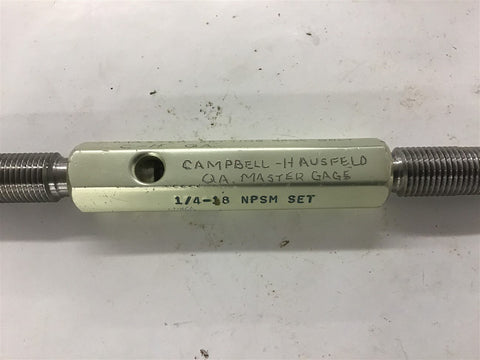 CAMPBELL-HAUSFELD
Q.A. MASTER GAGE
1/4-18 NPSM SET